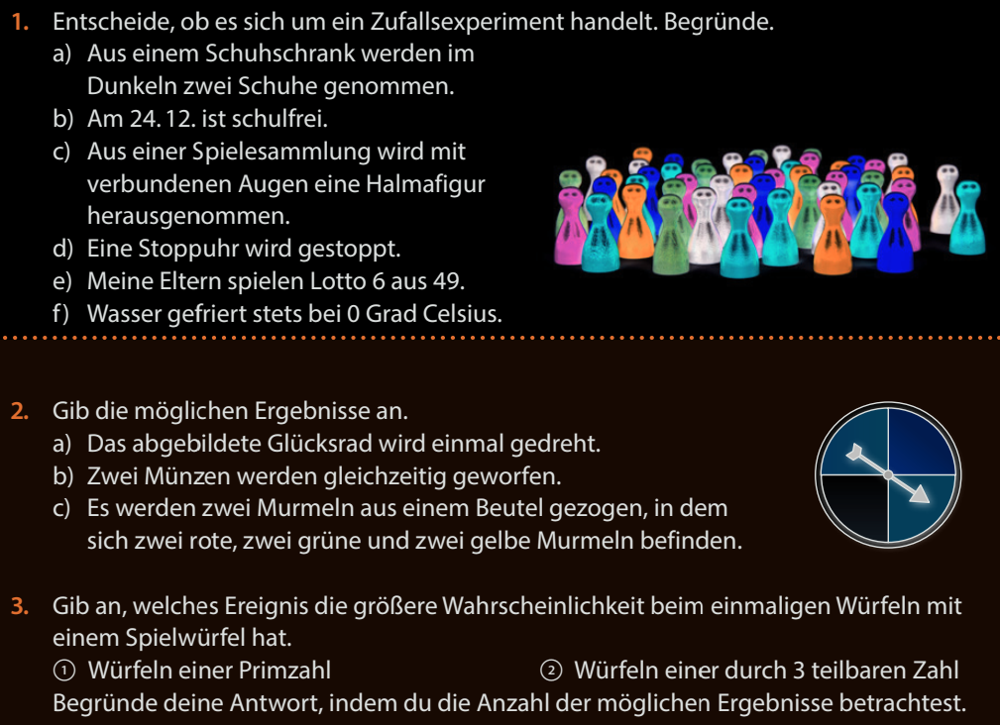 1. Entscheide, ob es sich um ein Zufallsexperiment handelt. Begründe.
a) Aus einem Schuhschrank werden im
Dunkeln zwei Schuhe genommen.
b) Am 24. 12. ist schulfrei.
c) Aus einer Spielesammlung wird mit
verbundenen Augen eine Halmafigur
herausgenommen.
d) Eine Stoppuhr wird gestoppt.
e) Meine Eltern spielen Lotto 6 aus 49.
f) Wasser gefriert stets bei 0 Grad Celsius.
2. Gib die möglichen Ergebnisse an.
a) Das abgebildete Glücksrad wird einmal gedreht.
b) Zwei Münzen werden gleichzeitig geworfen.
c) Es werden zwei Murmeln aus einem Beutel gezogen, in dem
sich zwei rote, zwei grüne und zwei gelbe Murmeln befinden.
3. Gib an, welches Ereignis die größere Wahrscheinlichkeit beim einmaligen Würfeln mit
einem Spielwürfel hat.
① Würfeln einer Primzahl ② Würfeln einer durch 3 teilbaren Zahl
Begründe deine Antwort, indem du die Anzahl der möglichen Ergebnisse betrachtest.